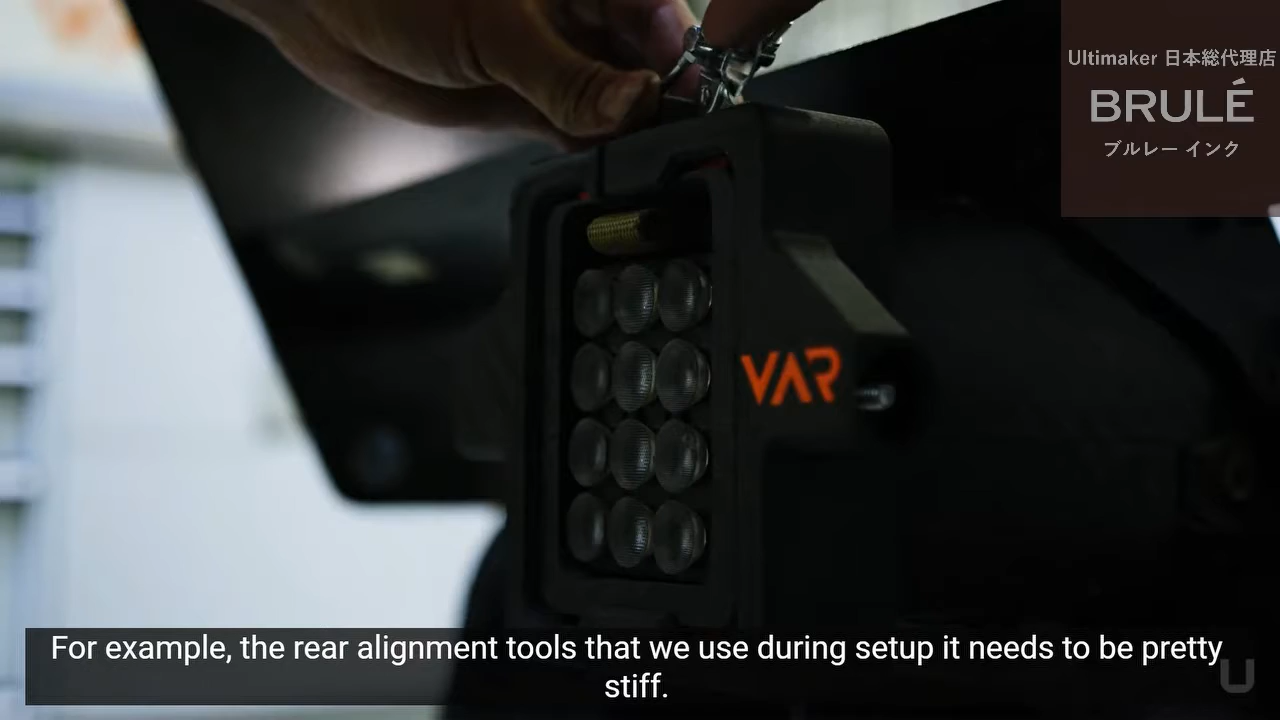 Ultimaker 日本総代理店
BRULÉ
ブルレー インク
VAR
For example, the rear alignment tools that we use during setup it needs to be pretty
stiff.